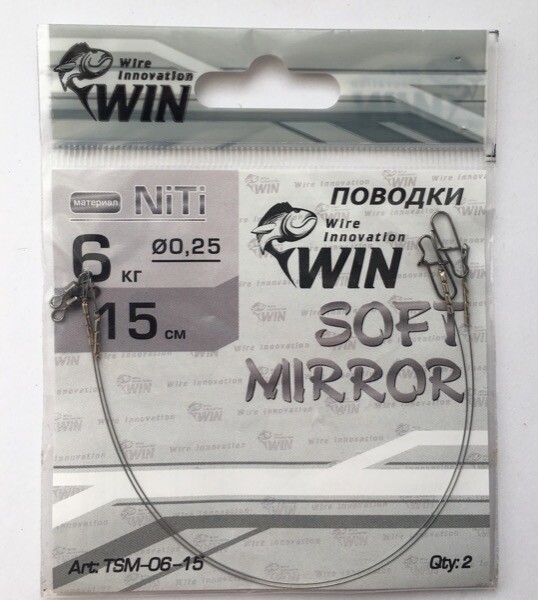 Wire
Innovation
WIN
материал NiTi
6 кг
Ø0,25
15 см
ПОВОДКИ
Wire
Innovation
WIN
SOFT
MIRROR
Art: TSM-06-15
Qty: 2